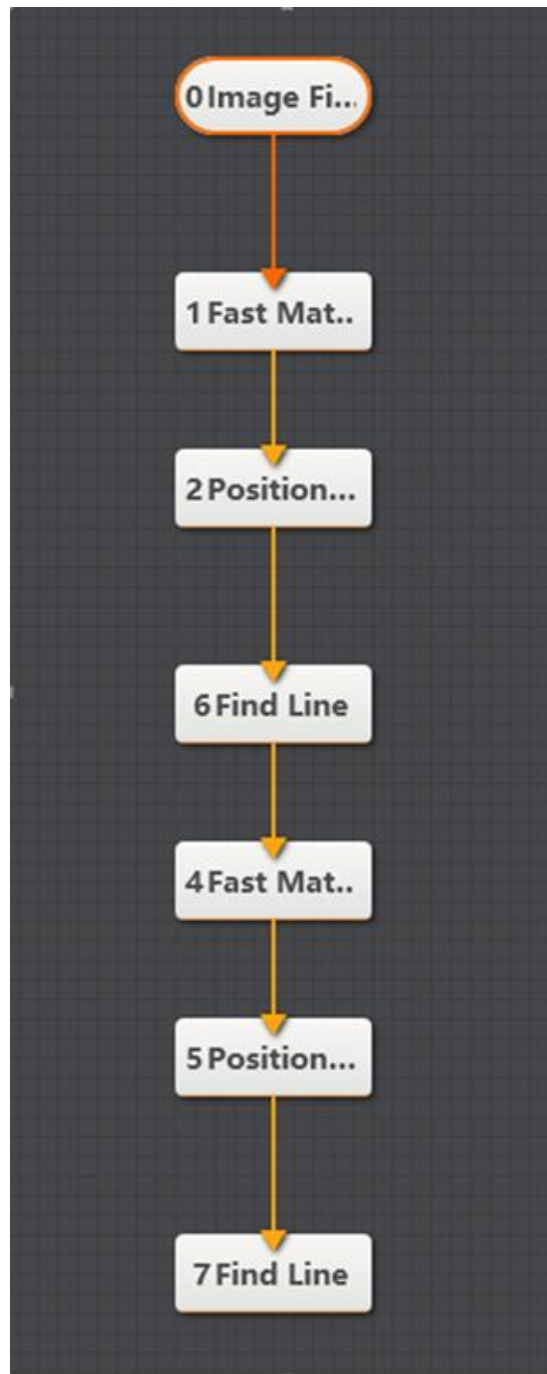 0 Image Fi...
1 Fast Mat..
2 Position...
6 Find Line
4 Fast Mat..
5 Position...
7 Find Line